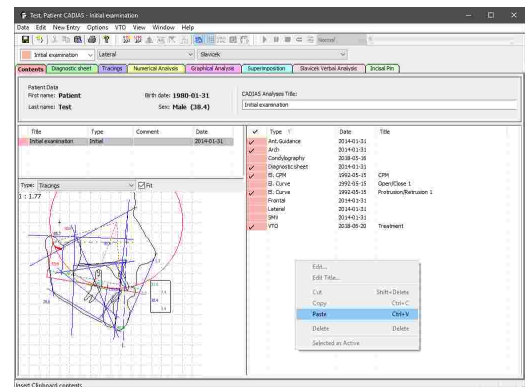 Test, Patient CADIAS - Initial examination
Data Edit New Entry Options VTO View Window Help
Normal
Initial examination Lateral Slavicek
Contents Diagnostic sheet Tracings Numerical Analysis Graphical Analysis Superimposition Slavicek Verbal Analysis Incisal Pin
Patient Data
First name: Patient Birth date: 1980-01-31 CADIAS Analyses Title:
Last name: Test Sex: Male (38.4) Initial examination
Title Type Comment Date
Initial examination Initial 2014-01-31
Type: Tracings Fit
1 : 1.77
Type Date Title
Ant.Guidance 2014-01-31
Arch 2014-01-31
Condylography 2018-05-16
Diagnostic sheet 2014-01-31
El. CPM 1992-05-15 CPM
El. Curve 1992-05-15 Open/Close 1
El. Curve 1992-05-15 Protrusion/Retrusion 1
Frontal 2014-01-31
Lateral 2014-01-31
SMV 2014-01-31
VTO 2018-06-20 Treatment
Edit...
Edit Title...
Cut Shift+Delete
Copy Ctrl+C
Paste Ctrl+V
Delete Delete
Selected as Active
Insert Clipboard contents